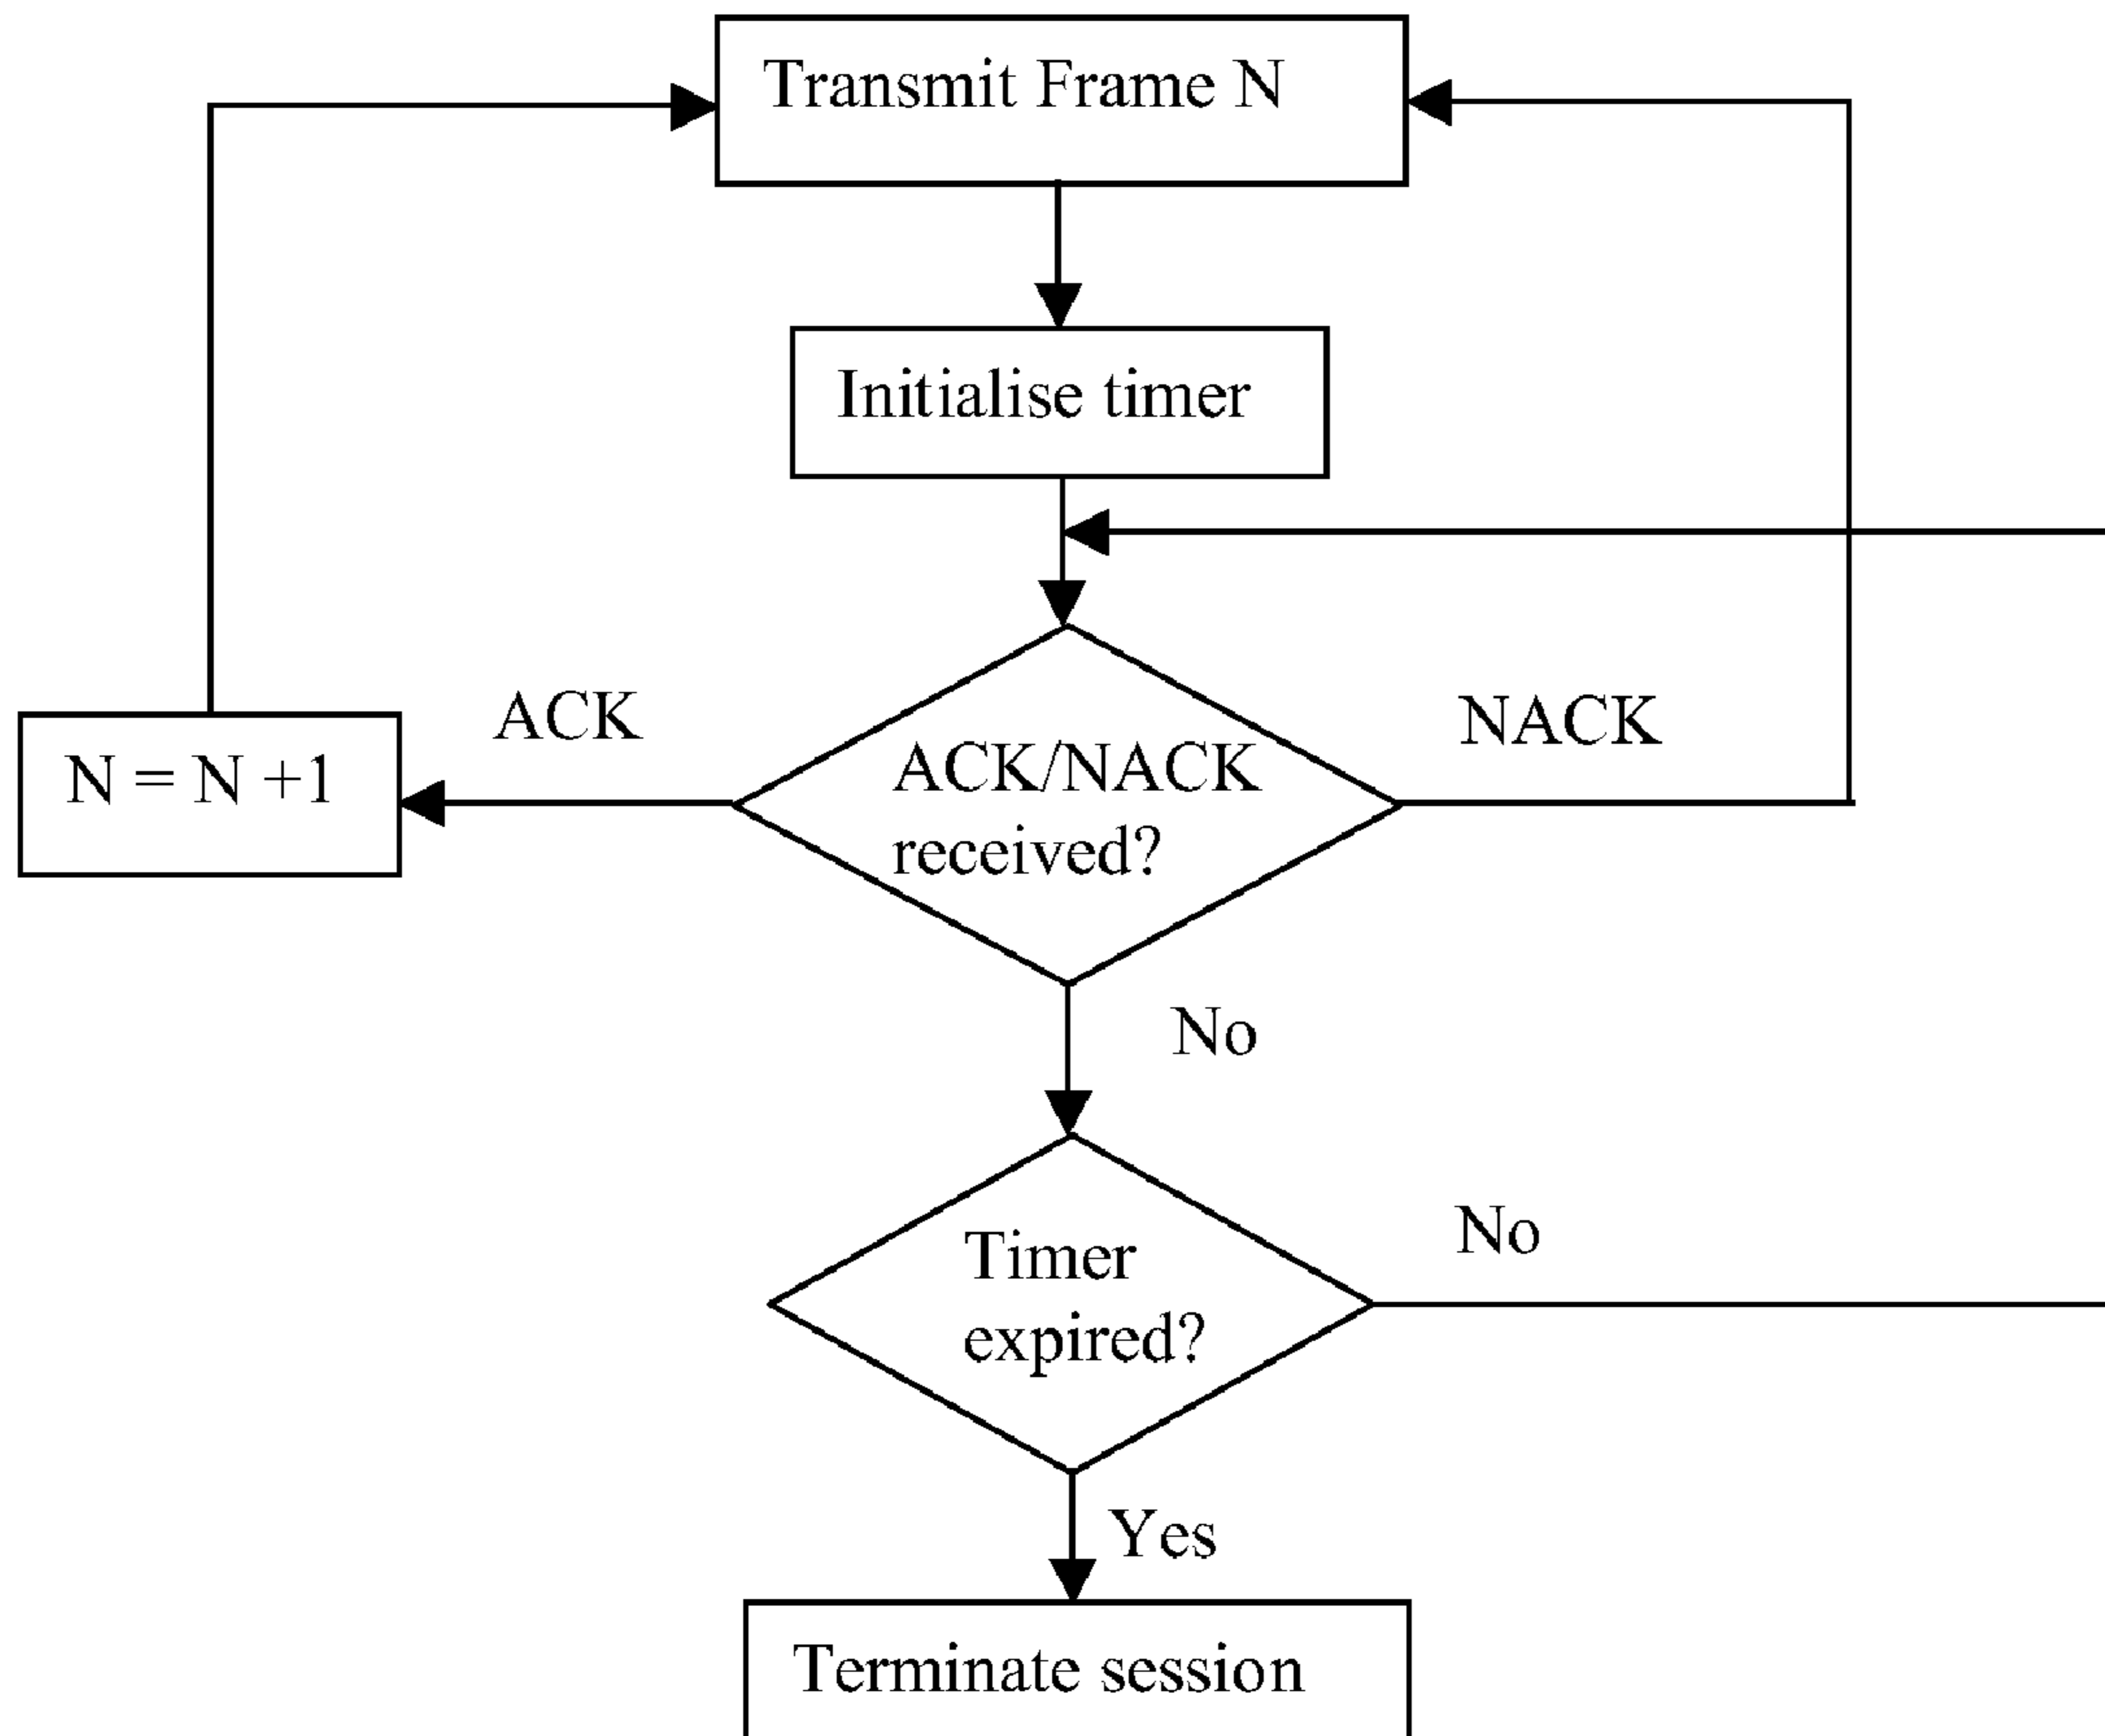 Transmit Frame N
Initialise timer
ACK
NACK
N = N +1
ACK/NACK
received?
No
No
Timer
expired?
Yes
Terminate session